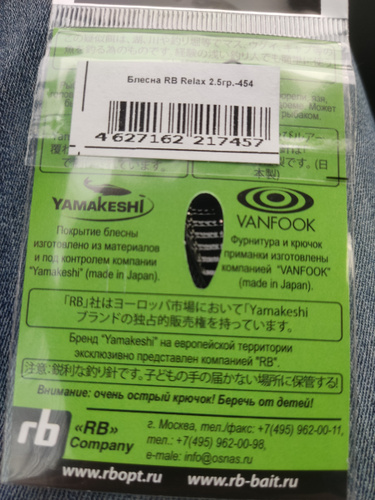 Блесна RB Relax 2.5гр.-454
4 627162 217457
YAMAKESHI
VANFOOK
Покрытие блесны
изготовлено из материалов
и под контролем компании
"Yamakeshi" (made in Japan).
Фурнитура и крючок
приманки изготовлены
компанией "VANFOOK"
(made in Japan).
「RB」社はヨーロッパ市場において「Yamakeshi
ブランドの独占的販売権を持っています.
Бренд "Yamakeshi" на европейской территории
эксклюзивно представлен компанией "RB".
注意:鋭利な釣り針です.子どもの手の届かない場所に保管する!
Внимание: очень острый крючок! Беречь от детей!
rb
«RB»
Company
г. Москва, тел./факс: +7(495) 962-00-11,
тел.: +7(495) 962-00-98,
e-male: info@osnas.ru
www.rbopt.ru
www.rb-bait.ru